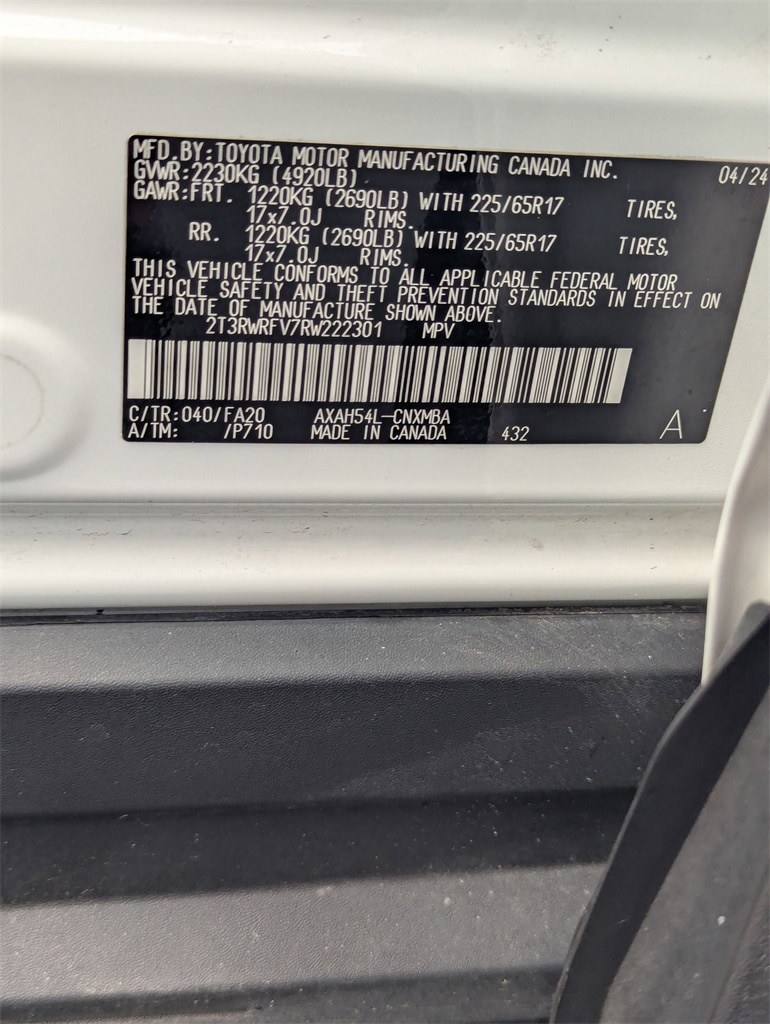 MFD.BY:TOYOTA MOTOR MANUFACTURING CANADA INC. 04/24
GVWR:2230KG (4920LB)
GAWR:FRT. 1220KG (2690LB) WITH 225/65R17 TIRES,
17x7.0J RIMS.
RR. 1220KG (2690LB) WITH 225/65R17 TIRES,
17x7.0J RIMS.
THIS VEHICLE CONFORMS TO ALL APPLICABLE FEDERAL MOTOR
VEHICLE SAFETY AND THEFT PREVENTION STANDARDS IN EFFECT ON
THE DATE OF MANUFACTURE SHOWN ABOVE.
2T3RWRFV7RW222301 MPV
C/TR:040/FA20 AXAH54L-CNXMBA
A/TM: /P710 MADE IN CANADA 432 A